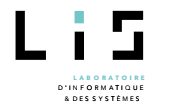 LIS
LABORATOIRE
D'INFORMATIQUE
& DES SYSTÈMES